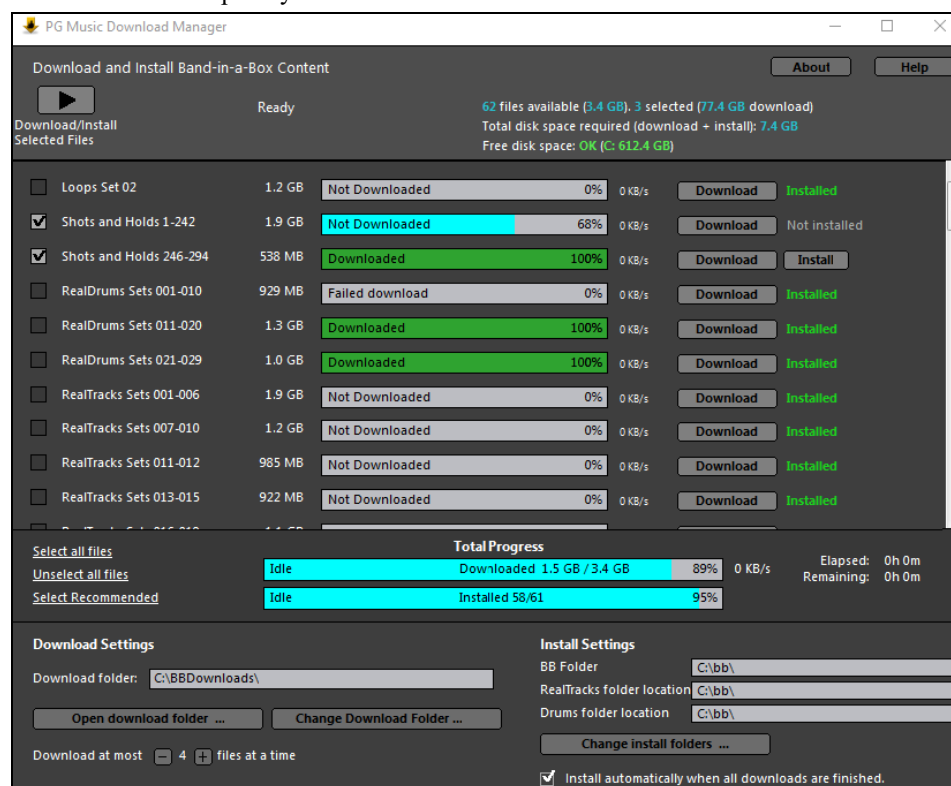 PG Music Download Manager
Download and Install Band-in-a-Box Content
About
Help
Download/Install
Selected Files
Ready
62 files available (3.4 GB). 3 selected (77.4 GB download)
Total disk space required (download + install): 7.4 GB
Free disk space: OK (C: 612.4 GB)
Loops Set 02 1.2 GB Not Downloaded 0% 0 KB/s Download Installed
Shots and Holds 1-242 1.9 GB Not Downloaded 68% 0 KB/s Download Not installed
Shots and Holds 246-294 538 MB Downloaded 100% 0 KB/s Download Install
RealDrums Sets 001-010 929 MB Failed download 0% 0 KB/s Download Installed
RealDrums Sets 011-020 1.3 GB Downloaded 100% 0 KB/s Download Installed
RealDrums Sets 021-029 1.0 GB Downloaded 100% 0 KB/s Download Installed
RealTracks Sets 001-006 1.9 GB Not Downloaded 0% 0 KB/s Download Installed
RealTracks Sets 007-010 1.2 GB Not Downloaded 0% 0 KB/s Download Installed
RealTracks Sets 011-012 985 MB Not Downloaded 0% 0 KB/s Download Installed
RealTracks Sets 013-015 922 MB Not Downloaded 0% 0 KB/s Download Installed
Select all files
Unselect all files
Select Recommended
Total Progress
Idle Downloaded 1.5 GB / 3.4 GB 89% 0 KB/s
Idle Installed 58/61 95%
Elapsed: 0h 0m
Remaining: 0h 0m
Download Settings
Download folder: C:\BBDownloads\
Open download folder ... Change Download Folder ...
Download at most - 4 + files at a time
Install Settings
BB Folder C:\bb\
RealTracks folder location C:\bb\
Drums folder location C:\bb\
Change install folders ...
Install automatically when all downloads are finished.